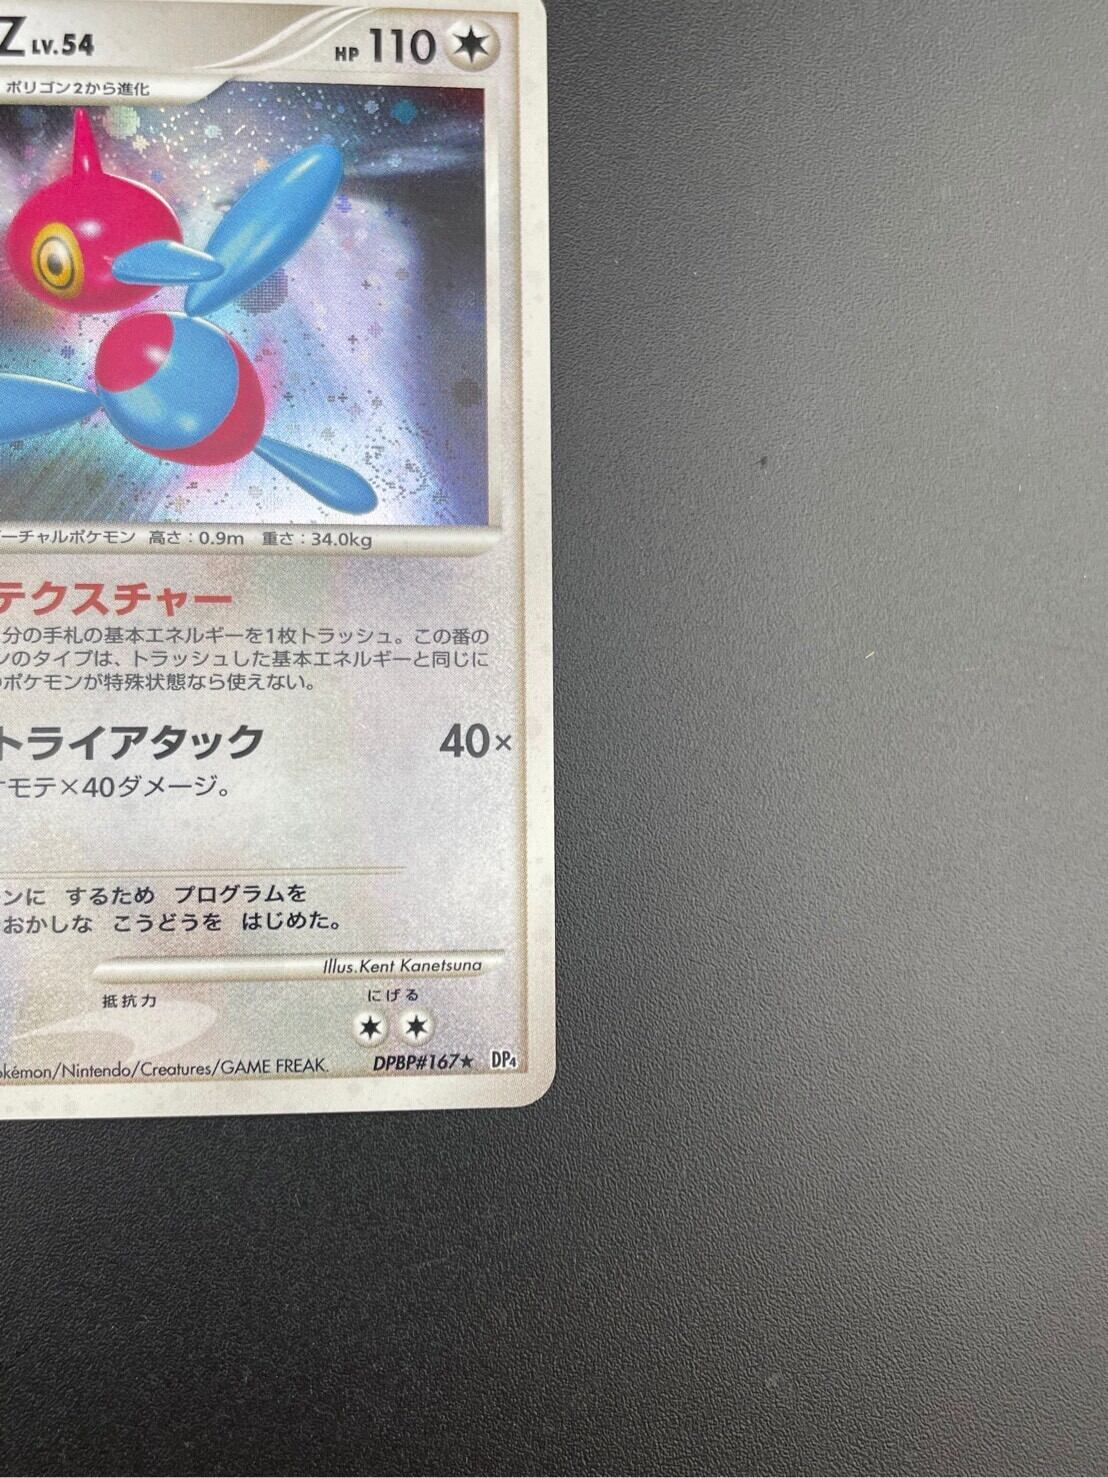 Z LV.54 HP 110
ポリゴン2から進化
ーチャルポケモン 高さ:0.9m 重さ:34.0kg
テクスチャー
分の手札の基本エネルギーを1枚トラッシュ。この番の
ンのタイプは、トラッシュした基本エネルギーと同じに
ポケモンが特殊状態なら使えない。
トライアタック 40×
オモテ×40ダメージ。
ンに するため プログラムを
おかしな こうどうを はじめた。
Illus.Kent Kanetsuna
抵抗力 にげる
okémon/Nintendo/Creatures/GAME FREAK. DPBP#167★ DP4